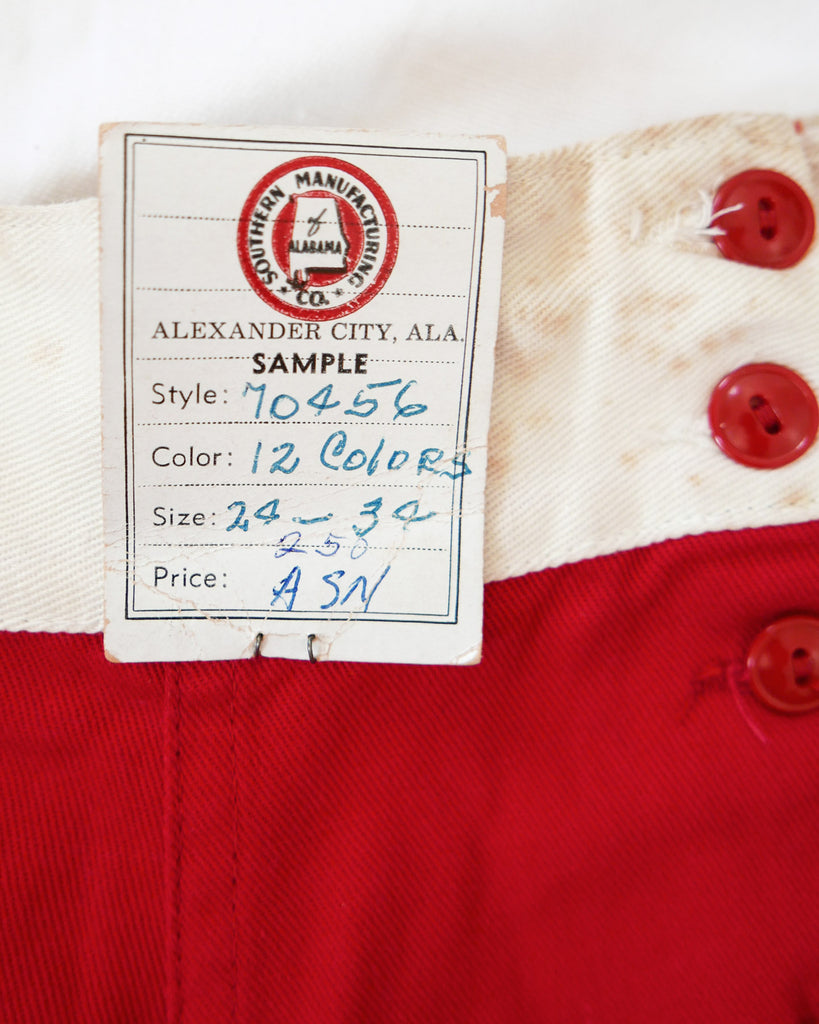 SOUTHERN MANUFACTURING CO.
of
ALABAMA
ALEXANDER CITY, ALA.
SAMPLE
Style: 70456
Color: 12 COLORS
Size: 24 - 34
250
Price: ASN